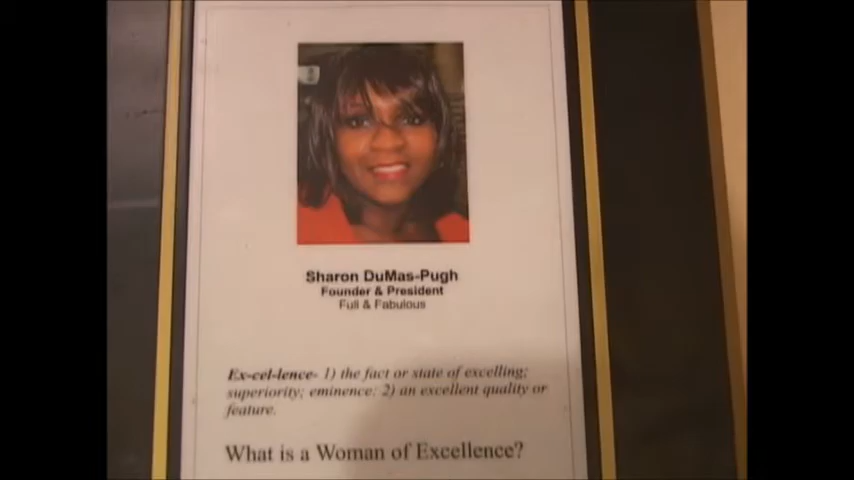 Sharon DuMas-Pugh
Founder & President
Full & Fabulous
Ex-cel-lence- 1) the fact or state of excelling;
superiority; eminence: 2) an excellent quality or
feature.
What is a Woman of Excellence?